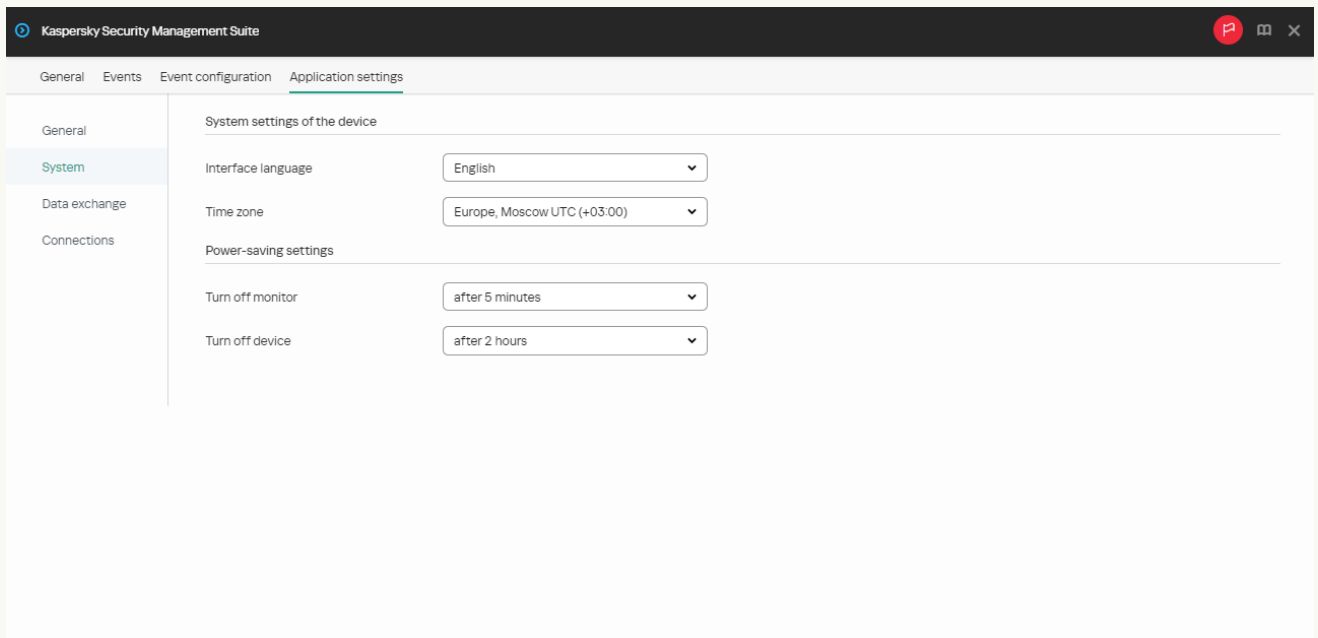 Kaspersky Security Management Suite
General Events Event configuration Application settings
General
System
Data exchange
Connections
System settings of the device
Interface language English
Time zone Europe, Moscow UTC (+03:00)
Power-saving settings
Turn off monitor after 5 minutes
Turn off device after 2 hours